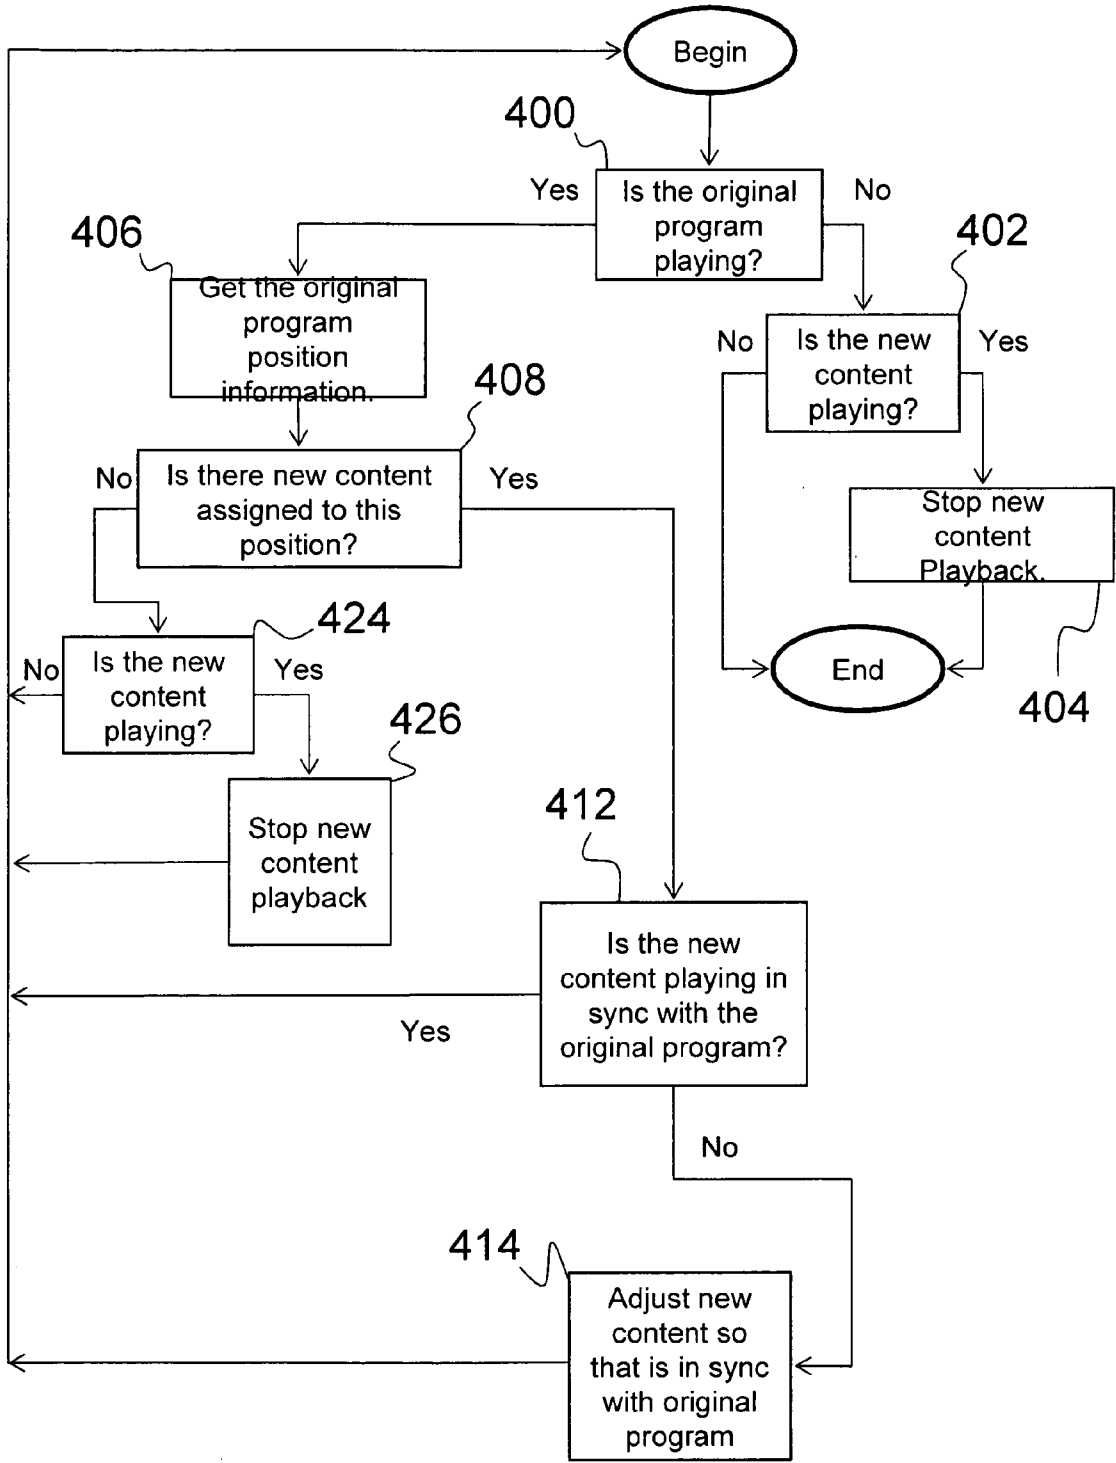 Begin
400
Yes
Is the original
program
playing?
No
406
Get the original
program
position
information.
402
No
Is the new
content
playing?
Yes
408
No
Is there new content
assigned to this
position?
Yes
Stop new
content
Playback.
404
End
424
No
Is the new
content
playing?
Yes
426
Stop new
content
playback
412
Is the new
content playing in
sync with the
original program?
Yes
No
414
Adjust new
content so
that is in sync
with original
program